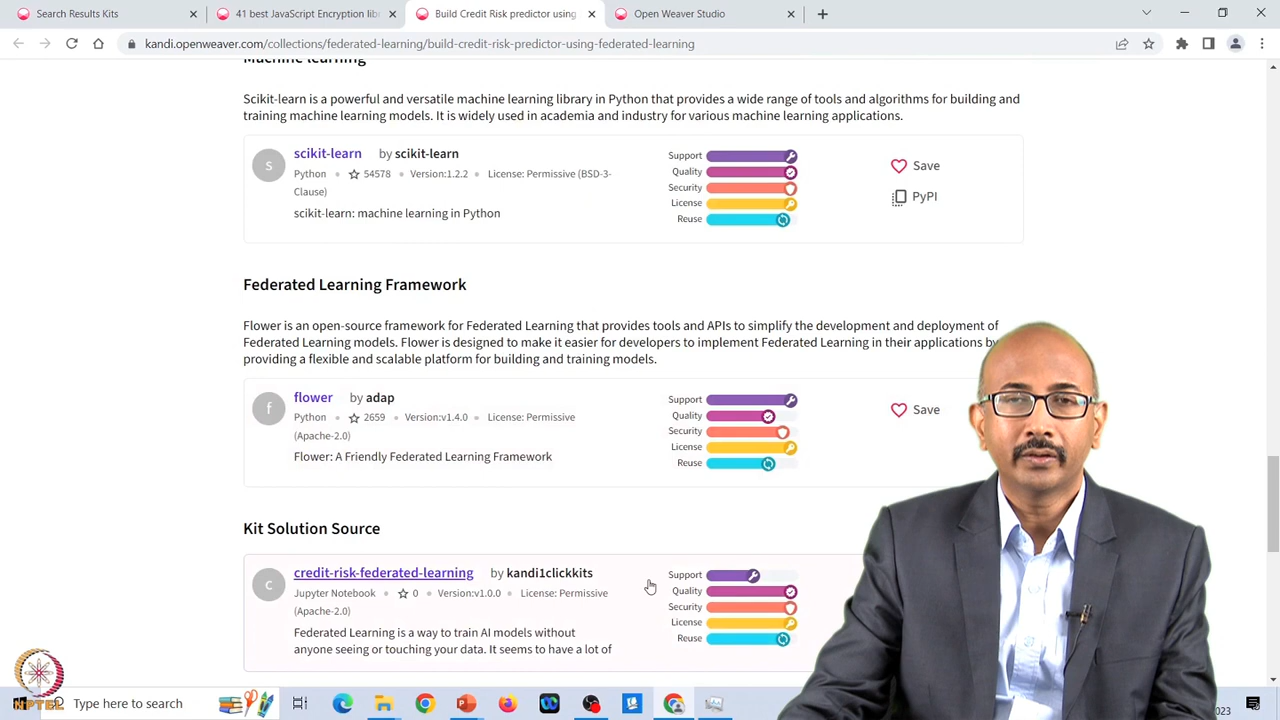 Search Results Kits
41 best JavaScript Encryption lib
Build Credit Risk predictor using
Open Weaver Studio
kandi.openweaver.com/collections/federated-learning/build-credit-risk-predictor-using-federated-learning
Machine learning
Scikit-learn is a powerful and versatile machine learning library in Python that provides a wide range of tools and algorithms for building and
training machine learning models. It is widely used in academia and industry for various machine learning applications.
S
scikit-learn by scikit-learn
Python 54578 Version:1.2.2 License: Permissive (BSD-3-
Clause)
scikit-learn: machine learning in Python
Support
Quality
Security
License
Reuse
Save
PyPI
Federated Learning Framework
Flower is an open-source framework for Federated Learning that provides tools and APIs to simplify the development and deployment of
Federated Learning models. Flower is designed to make it easier for developers to implement Federated Learning in their applications by
providing a flexible and scalable platform for building and training models.
f
flower by adap
Python 2659 Version:v1.4.0 License: Permissive
(Apache-2.0)
Flower: A Friendly Federated Learning Framework
Support
Quality
Security
License
Reuse
Save
Kit Solution Source
c
credit-risk-federated-learning by kandi1clickkits
Jupyter Notebook 0 Version:v1.0.0 License: Permissive
(Apache-2.0)
Federated Learning is a way to train AI models without
anyone seeing or touching your data. It seems to have a lot of
Support
Quality
Security
License
Reuse
NPTEL
Type here to search
023